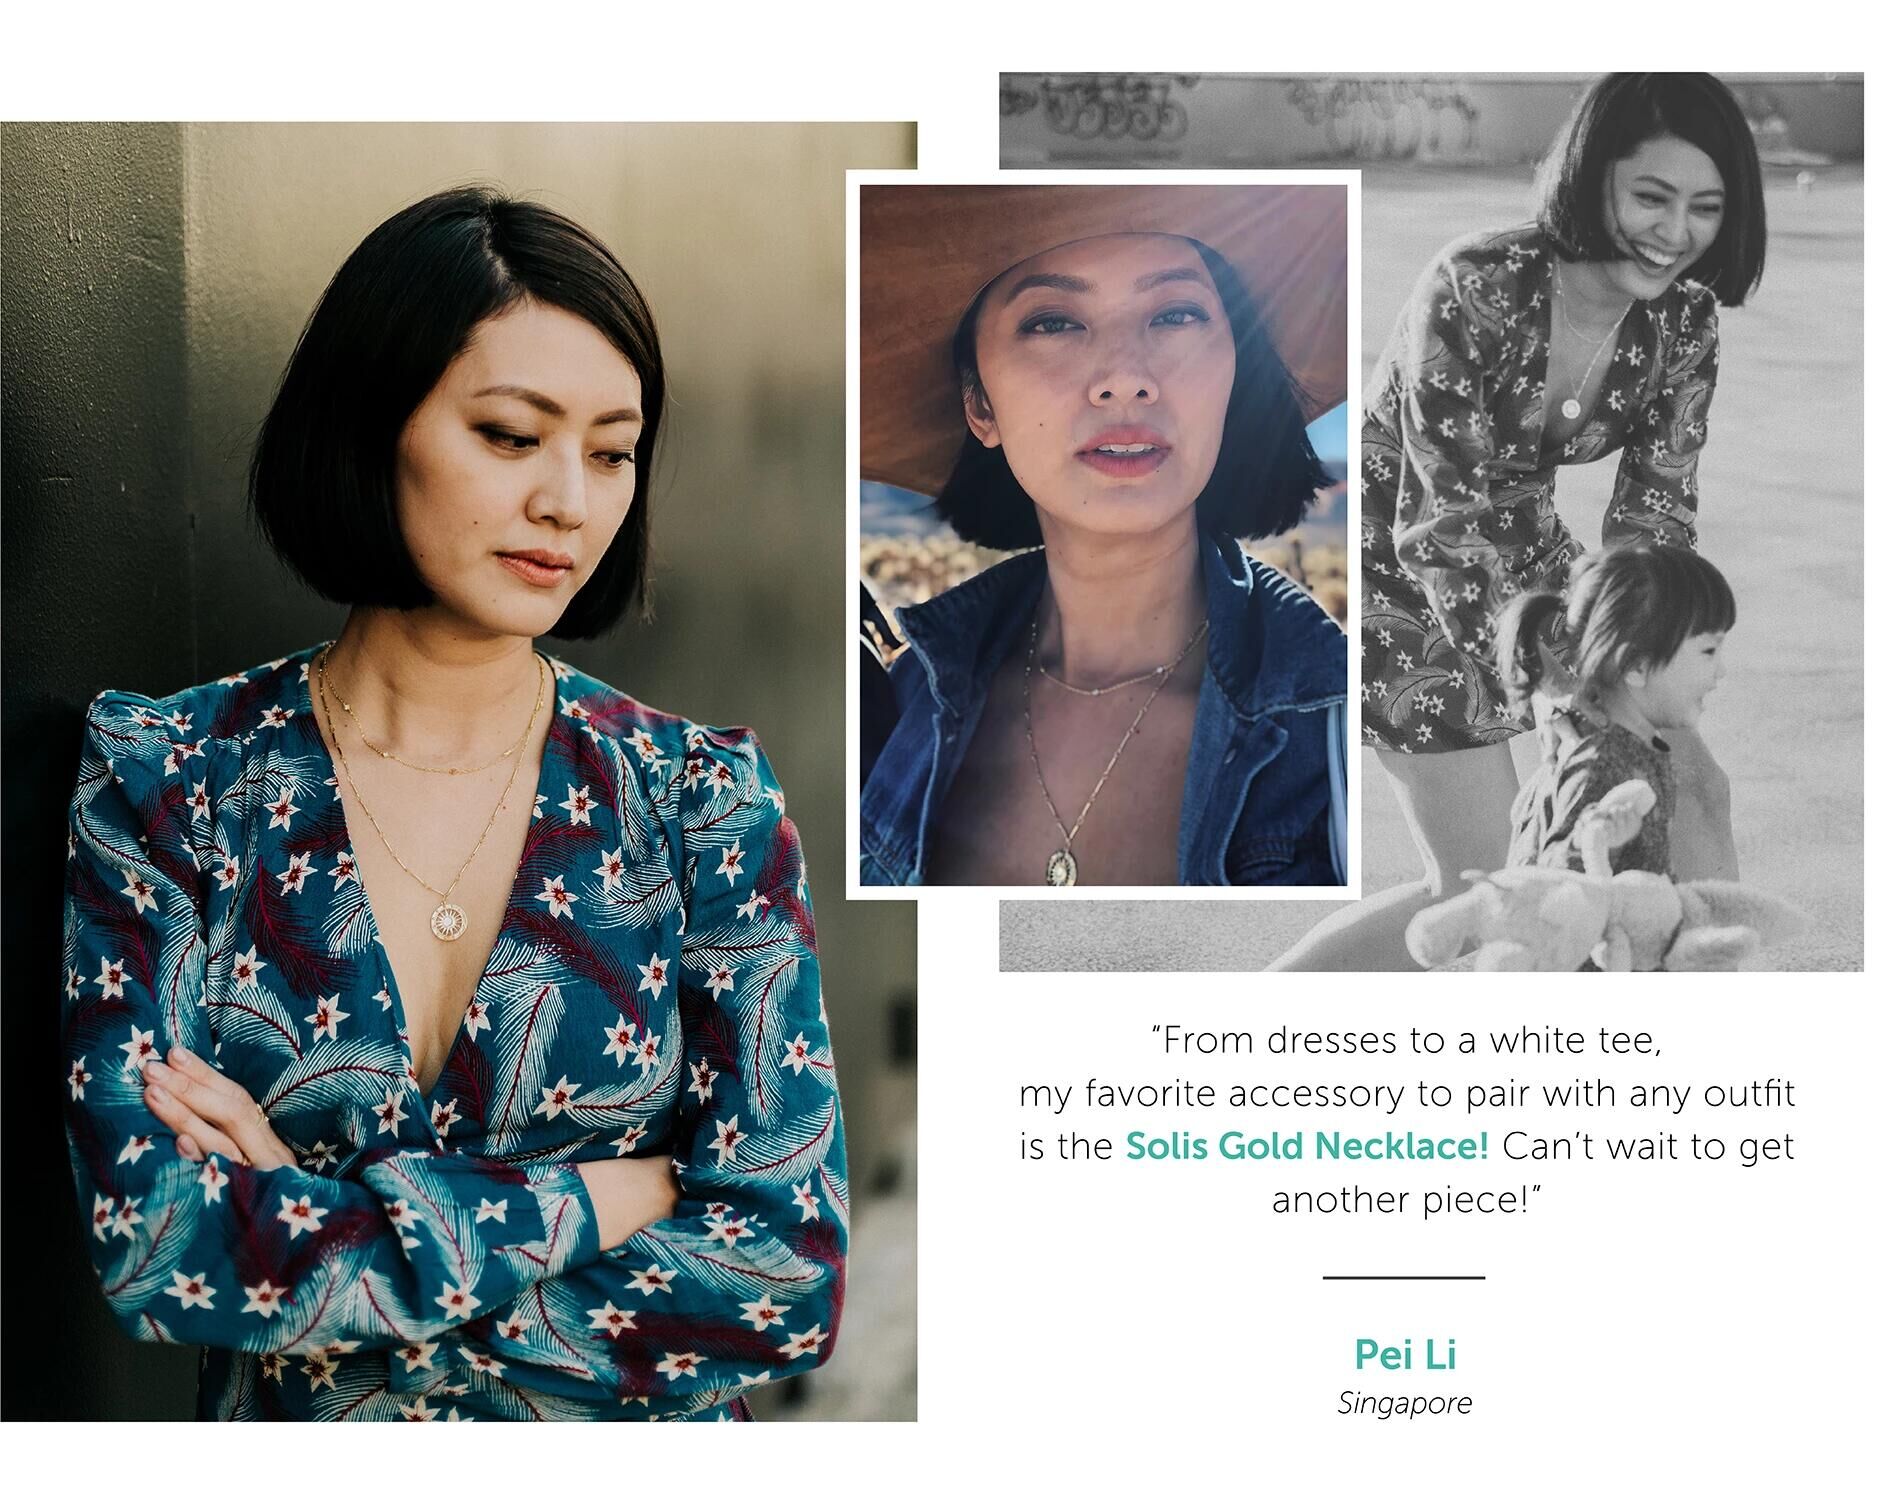 “From dresses to a white tee,
my favorite accessory to pair with any outfit
is the Solis Gold Necklace! Can’t wait to get
another piece!”
Pei Li
Singapore